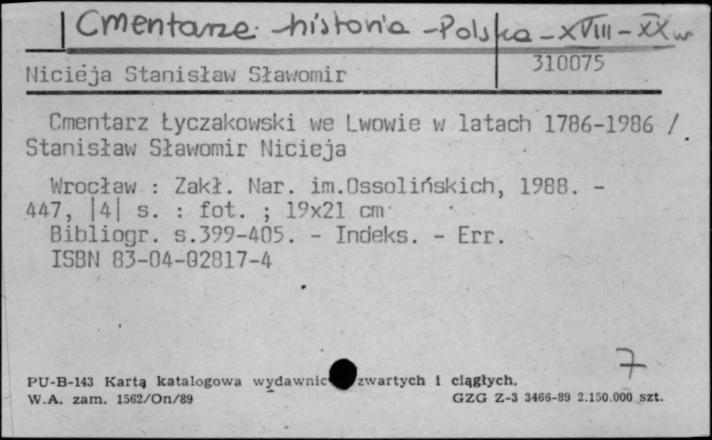 Cmentarze - historia - Polska - XVIII - XX w
310075
Nicieja Stanisław Sławomir
Cmentarz Łyczakowski we Lwowie w latach 1786-1986 /
Stanisław Sławomir Nicieja
Wrocław : Zakł. Nar. im.Ossolińskich, 1988. -
447, |4| s. : fot. ; 19x21 cm
Bibliogr. s.399-405. - Indeks. - Err.
ISBN 83-04-02817-4
7
PU-B-143 Kartą katalogowa wydawnic zwartych i ciągłych.
W.A. zam. 1562/On/89 GZG Z-3 3466-89 2.150.000 szt.